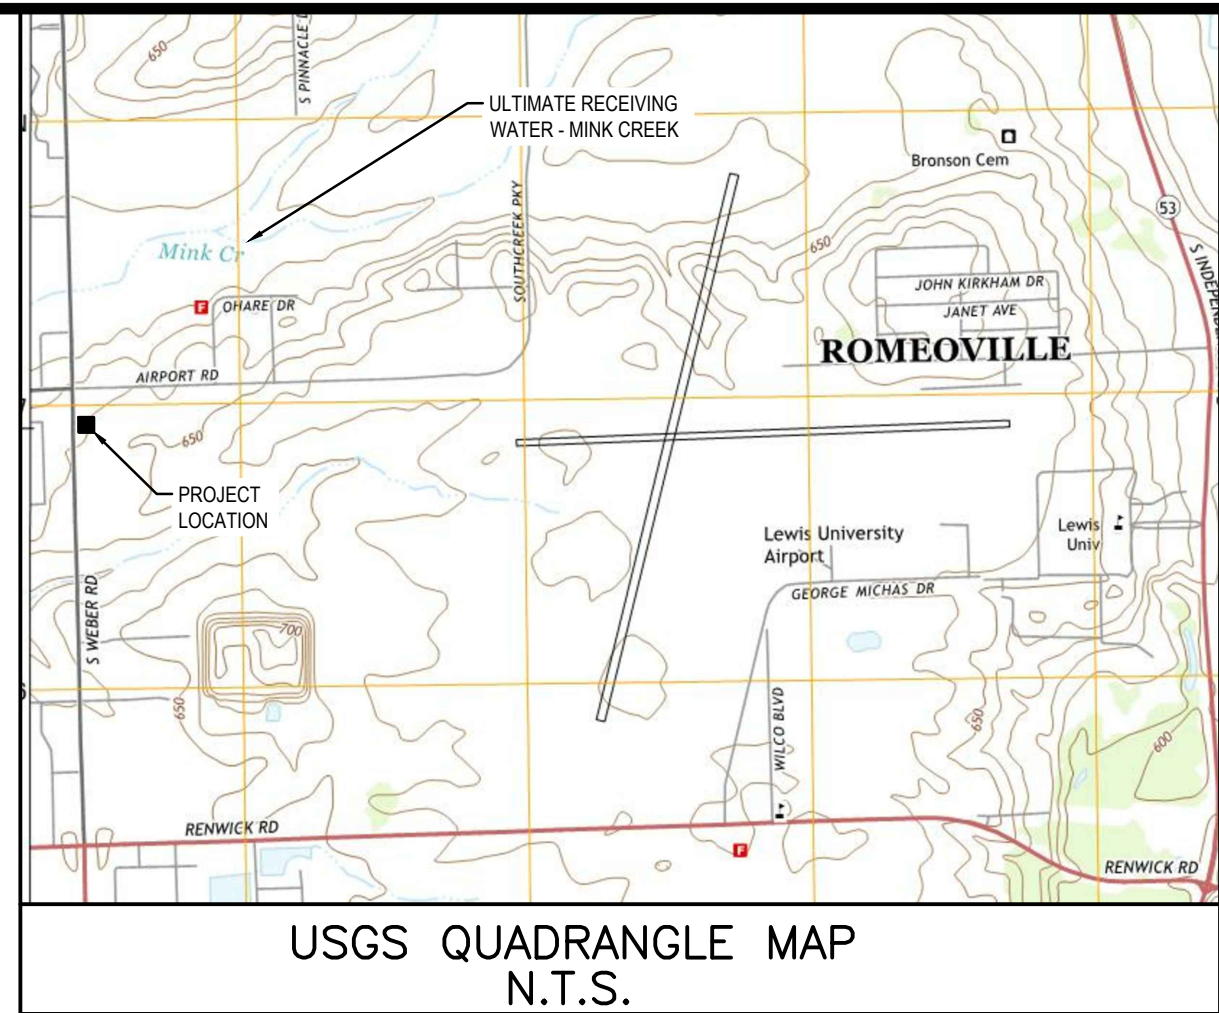 650
S PINNACLE D
ULTIMATE RECEIVING
WATER - MINK CREEK
Bronson Cem
53
SOUTHCREEK PKY
650
Mink Cr
S INDEPEND
F
OHARE DR
JOHN KIRKHAM DR
JANET AVE
ROMEOVILLE
AIRPORT RD
650
PROJECT
LOCATION
Lewis University
Airport
Lewis
Univ
GEORGE MICHAS DR
S WEBER RD
700
650
650
600
WILCO BLVD
RENWICK RD
F
RENWICK RD
USGS QUADRANGLE MAP
N.T.S.